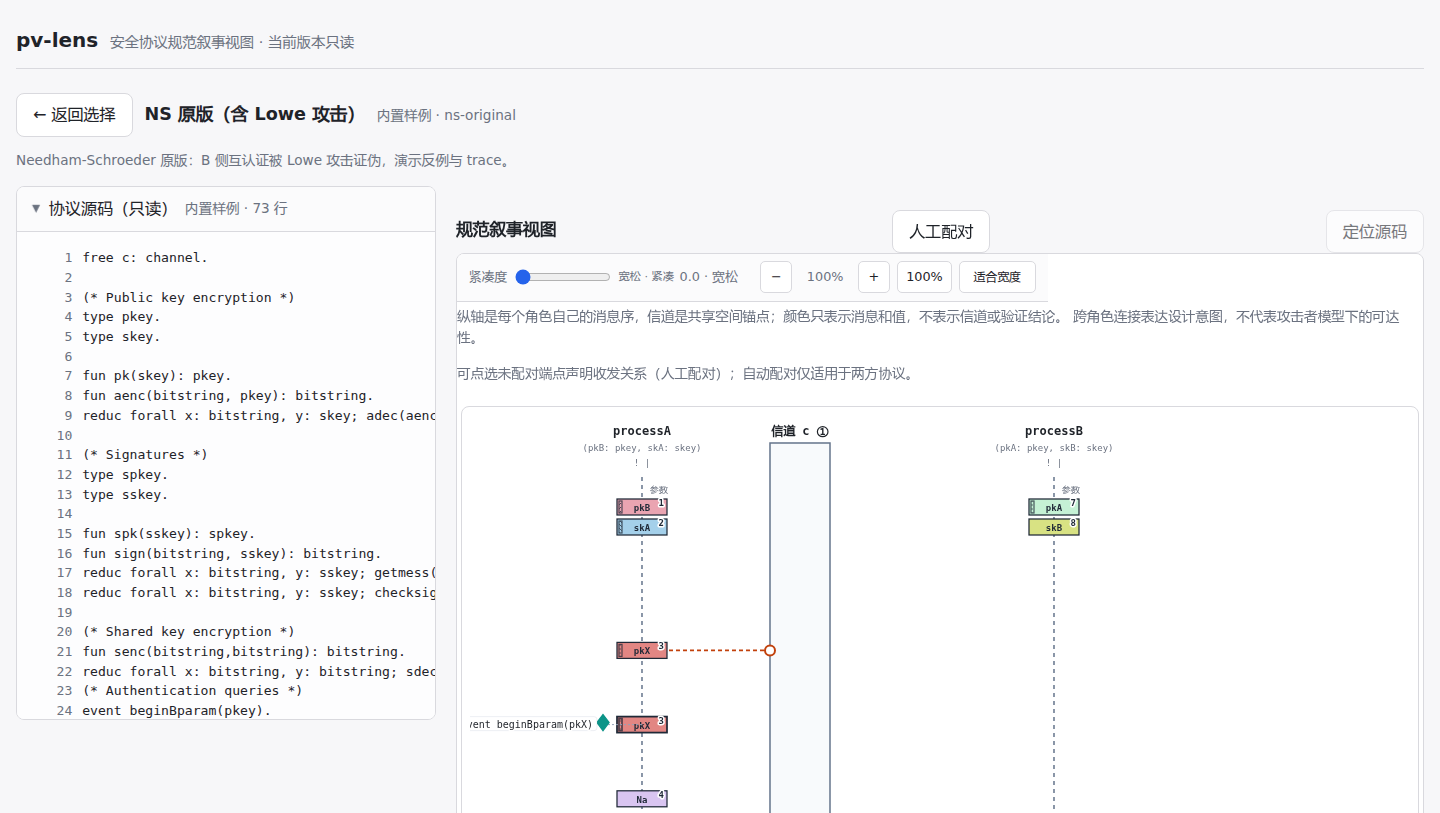 pv-lens 安全协议规范叙事视图 · 当前版本只读
← 返回选择 NS 原版（含 Lowe 攻击） 内置样例 · ns-original
Needham-Schroeder 原版：B 侧互认证被 Lowe 攻击证伪，演示反例与 trace。
▼ 协议源码（只读） 内置样例 · 73 行
1 free c: channel.
2
3 (* Public key encryption *)
4 type pkey.
5 type skey.
6
7 fun pk(skey): pkey.
8 fun aenc(bitstring, pkey): bitstring.
9 reduc forall x: bitstring, y: skey; adec(aenc
10
11 (* Signatures *)
12 type spkey.
13 type sskey.
14
15 fun spk(sskey): spkey.
16 fun sign(bitstring, sskey): bitstring.
17 reduc forall x: bitstring, y: sskey; getmess(
18 reduc forall x: bitstring, y: sskey; checksig
19
20 (* Shared key encryption *)
21 fun senc(bitstring,bitstring): bitstring.
22 reduc forall x: bitstring, y: bitstring; sdec
23 (* Authentication queries *)
24 event beginBparam(pkey).
规范叙事视图 人工配对 定位源码
紧凑度 宽松 · 紧凑 0.0 · 宽松 − 100% + 100% 适合宽度
纵轴是每个角色自己的消息序，信道是共享空间锚点；颜色只表示消息和值，不表示信道或验证结论。 跨角色连接表达设计意图，不代表攻击者模型下的可达
性。
可点选未配对端点声明收发关系（人工配对）；自动配对仅适用于两方协议。
processA 信道 c ① processB
(pkB: pkey, skA: skey) (pkA: pkey, skB: skey)
! | ! |
参数 参数
pkB 1 pkA 7
skA 2 skB 8
pkX 3
event beginBparam(pkX) pkX 3
Na 4